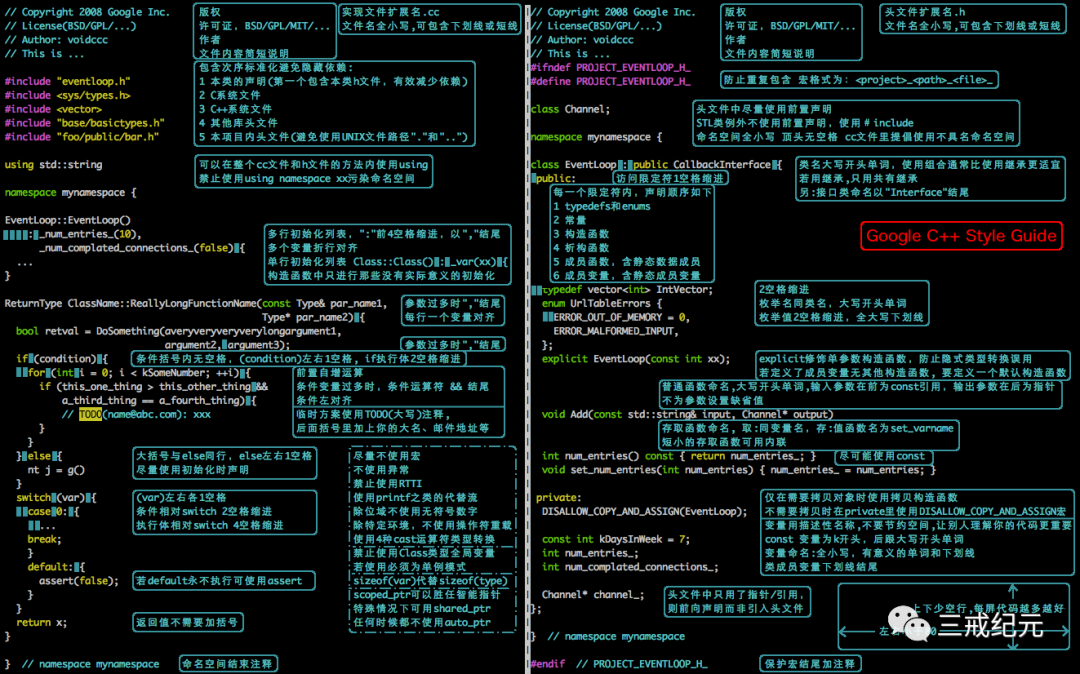 // Copyright 2008 Google Inc.
// License(BSD/GPL/...)
// Author: voidccc
// This is ...
版权
许可证, BSD/GPL/MIT/...
作者
文件内容简短说明
实现文件扩展名.cc
文件名全小写,可包含下划线或短线
#include "eventloop.h"
#include <sys/types.h>
#include <vector>
#include "base/basictypes.h"
#include "foo/public/bar.h"
包含次序标准化避免隐藏依赖:
1 本类的声明(第一个包含本类h文件, 有效减少依赖)
2 C系统文件
3 C++系统文件
4 其他库头文件
5 本项目内头文件(避免使用UNIX文件路径"."和"..")
using std::string
可以在整个cc文件和h文件的方法内使用using
禁止使用using namespace xx污染命名空间
namespace mynamespace {
EventLoop::EventLoop()
: _num_entries_(10),
_num_complated_connections_(false) {
...
}
多行初始化列表, ":"前4空格缩进, 以","结尾
多个变量折行对齐
单行初始化列表 Class::Class() : _var(xx) {
构造函数中只进行那些没有实际意义的初始化
ReturnType ClassName::ReallyLongFunctionName(const Type& par_name1,
Type* par_name2) {
参数过多时","结尾
每行一个变量对齐
bool retval = DoSomething(averyveryveryverylongargument1,
argument2, argument3);
参数过多时","结尾
if (condition) {
条件括号内无空格, (condition)左右1空格, if执行体2空格缩进
for (int i = 0; i < kSomeNumber; ++i) {
if (this_one_thing > this_other_thing &&
a_third_thing == a_fourth_thing) {
// TODO(name@abc.com): xxx
}
}
前置自增运算
条件变量过多时, 条件运算符 && 结尾
条件左对齐
临时方案使用TODO(大写)注释,
后面括号里加上你的大名、邮件地址等
} else {
nt j = g()
}
大括号与else同行, else左右1空格
尽量使用初始化时声明
switch (var) {
case 0: {
...
break;
}
default: {
assert(false);
}
}
return x;
}
(var)左右各1空格
条件相对switch 2空格缩进
执行体相对switch 4空格缩进
若default永不执行可使用assert
返回值不需要加括号
尽量不使用宏
不使用异常
禁止使用RTTI
使用printf之类的代替流
除位域不使用无符号数字
除特定环境, 不使用操作符重载
使用4种cast运算符类型转换
禁止使用Class类型全局变量
若使用必须为单例模式
sizeof(var)代替sizeof(type)
scoped_ptr可以胜任智能指针
特殊情况下可用shared_ptr
任何时候都不使用auto_ptr
} // namespace mynamespace
命名空间结束注释
// Copyright 2008 Google Inc.
// License(BSD/GPL/...)
// Author: voidccc
// This is ...
版权
许可证, BSD/GPL/MIT/...
作者
文件内容简短说明
头文件扩展名.h
文件名全小写,可包含下划线或短线
#ifndef PROJECT_EVENTLOOP_H_
#define PROJECT_EVENTLOOP_H_
防止重复包含 宏格式为: <project>_<path>_<file>_
class Channel;
namespace mynamespace {
头文件中尽量使用前置声明
STL类例外不使用前置声明, 使用＃include
命名空间全小写 顶头无空格 cc文件里提倡使用不具名命名空间
class EventLoop : public CallbackInterface {
public:
访问限定符1空格缩进
类名大写开头单词, 使用组合通常比使用继承更适宜
若用继承,只用共有继承
另:接口类命名以"Interface"结尾
每一个限定符内, 声明顺序如下
1 typedefs和enums
2 常量
3 构造函数
4 析构函数
5 成员函数, 含静态数据成员
6 成员变量, 含静态成员变量
Google C++ Style Guide
typedef vector<int> IntVector;
enum UrlTableErrors {
ERROR_OUT_OF_MEMORY = 0,
ERROR_MALFORMED_INPUT,
};
2空格缩进
枚举名同类名, 大写开头单词
枚举值2空格缩进, 全大写下划线
explicit EventLoop(const int xx);
explicit修饰单参数构造函数, 防止隐式类型转换误用
若定义了成员变量无其他构造函数, 要定义一个默认构造函数
普通函数命名,大写开头单词,输入参数在前为const引用, 输出参数在后为指针
不为参数设置缺省值
void Add(const std::string& input, Channel* output)
存取函数命名, 取:同变量名, 存:值函数名为set_varname
短小的存取函数可用内联
int num_entries() const { return num_entries_; }
尽可能使用const
void set_num_entries(int num_entries) { num_entries_ = num_entries; }
private:
DISALLOW_COPY_AND_ASSIGN(EventLoop);
仅在需要拷贝对象时使用拷贝构造函数
不需要拷贝时在private里使用DISALLOW_COPY_AND_ASSIGN宏
const int kDaysInWeek = 7;
int num_entries_;
int num_complated_connections_;
变量用描述性名称,不要节约空间,让别人理解你的代码更重要
const 变量为k开头, 后跟大写开头单词
变量命名:全小写, 有意义的单词和下划线
类成员变量下划线结尾
Channel* channel_;
};
头文件中只用了指针/引用,
则前向声明而非引入头文件
上下少空行,每屏代码越多越好
三戒纪元
} // namespace mynamespace
#endif // PROJECT_EVENTLOOP_H_
保护宏结尾加注释